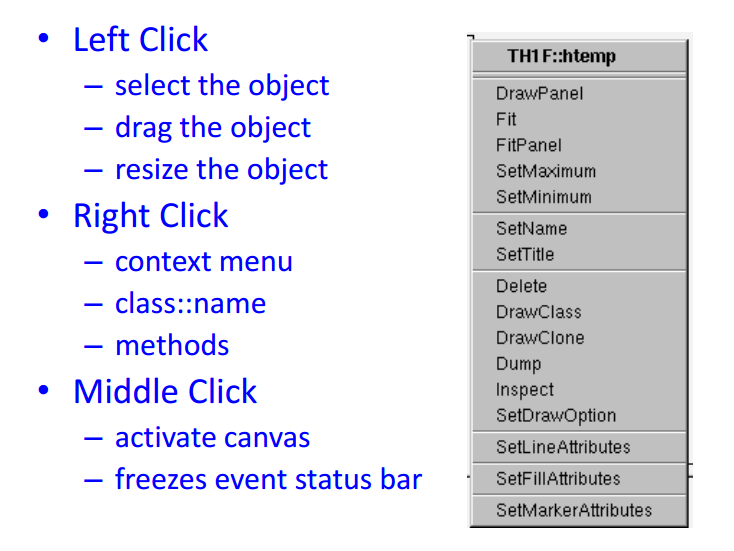 • Left Click
– select the object
– drag the object
– resize the object
• Right Click
– context menu
– class::name
– methods
• Middle Click
– activate canvas
– freezes event status bar
TH1F::htemp
DrawPanel
Fit
FitPanel
SetMaximum
SetMinimum
SetName
SetTitle
Delete
DrawClass
DrawClone
Dump
Inspect
SetDrawOption
SetLineAttributes
SetFillAttributes
SetMarkerAttributes